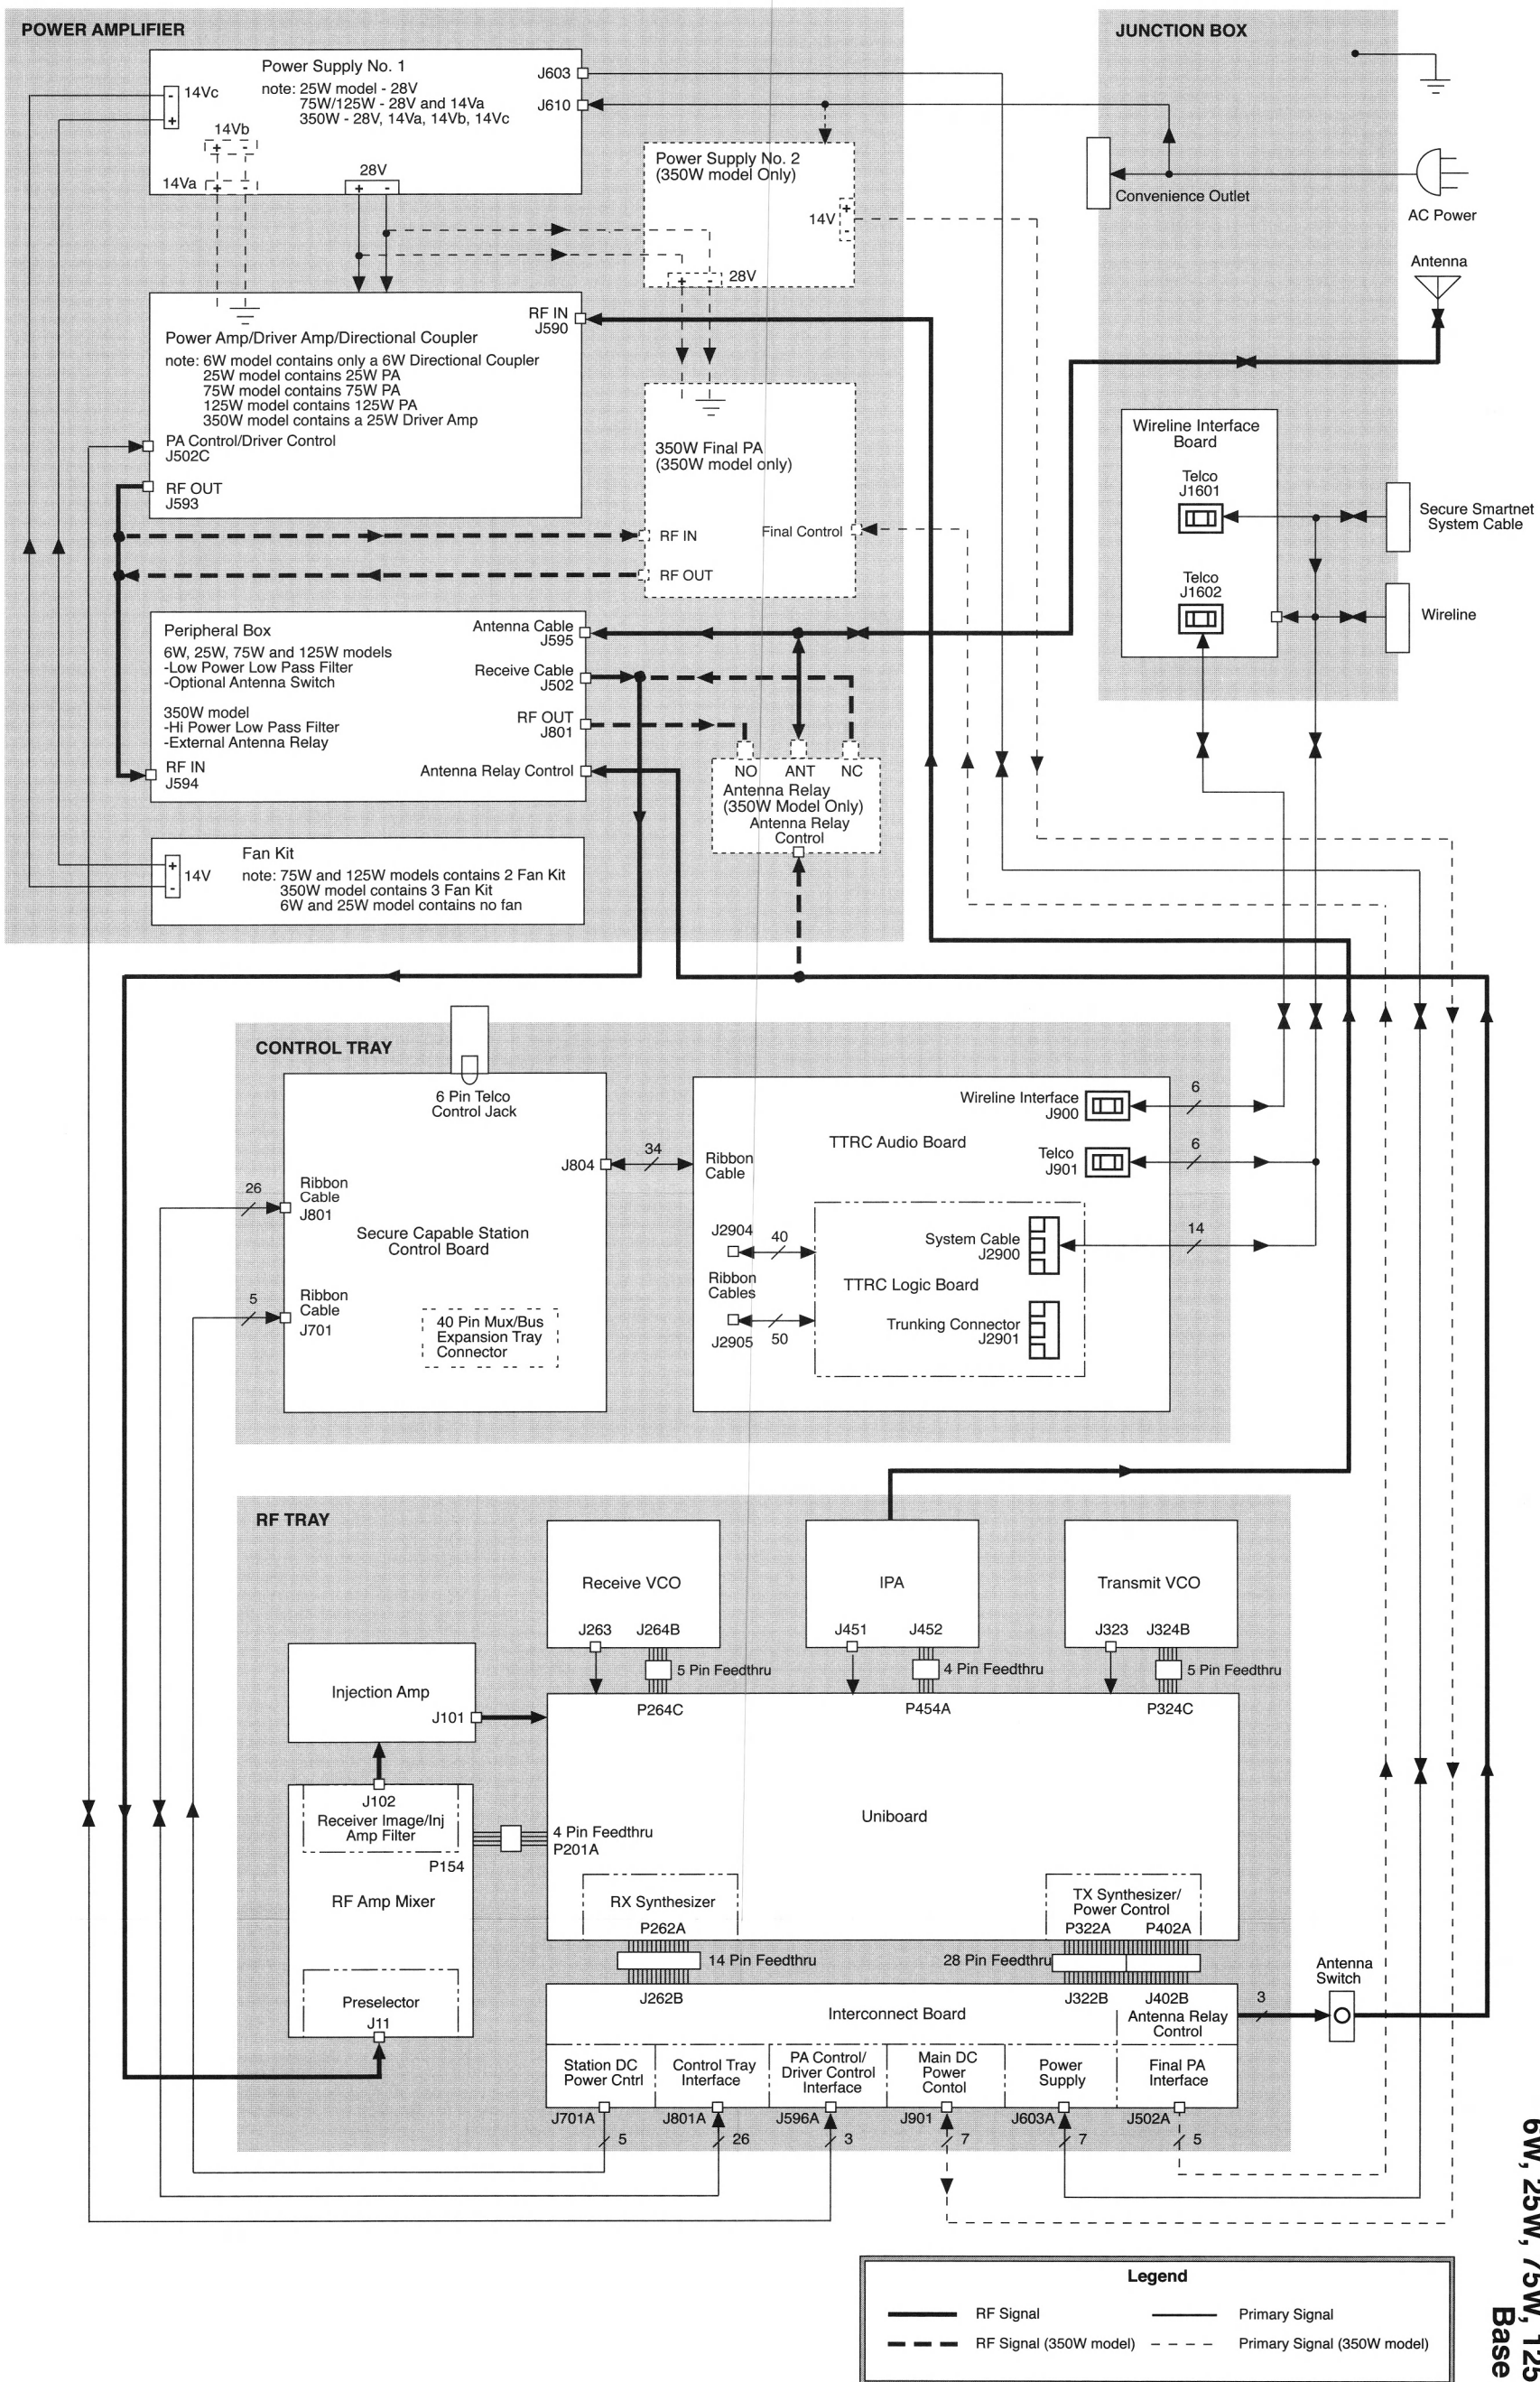 POWER AMPLIFIER
Power Supply No. 1
note: 25W model - 28V
75W/125W - 28V and 14Va
350W - 28V, 14Va, 14Vb, 14Vc
J603
J610
-
14Vc
+
14Vb
+ -
14Va
+ -
28V
+ -
Power Supply No. 2
(350W model Only)
14V
+
-
28V
+ -
JUNCTION BOX
Convenience Outlet
AC Power
Antenna
RF IN
J590
Power Amp/Driver Amp/Directional Coupler
note: 6W model contains only a 6W Directional Coupler
25W model contains 25W PA
75W model contains 75W PA
125W model contains 125W PA
350W model contains a 25W Driver Amp
PA Control/Driver Control
J502C
RF OUT
J593
350W Final PA
(350W model only)
Final Control
RF IN
RF OUT
Wireline Interface
Board
Telco
J1601
Telco
J1602
Secure Smartnet
System Cable
Wireline
Peripheral Box
6W, 25W, 75W and 125W models
-Low Power Low Pass Filter
-Optional Antenna Switch
350W model
-Hi Power Low Pass Filter
-External Antenna Relay
RF IN
J594
Antenna Cable
J595
Receive Cable
J502
RF OUT
J801
Antenna Relay Control
NO ANT NC
Antenna Relay
(350W Model Only)
Antenna Relay
Control
Fan Kit
note: 75W and 125W models contains 2 Fan Kit
350W model contains 3 Fan Kit
6W and 25W model contains no fan
+
14V
-
CONTROL TRAY
6 Pin Telco
Control Jack
J804
34
26
Ribbon
Cable
J801
Secure Capable Station
Control Board
5
Ribbon
Cable
J701
40 Pin Mux/Bus
Expansion Tray
Connector
Ribbon
Cable
TTRC Audio Board
Wireline Interface
J900
6
Telco
J901
6
J2904
40
Ribbon
Cables
J2905
50
System Cable
J2900
14
TTRC Logic Board
Trunking Connector
J2901
RF TRAY
Receive VCO
J263 J264B
5 Pin Feedthru
P264C
IPA
J451 J452
4 Pin Feedthru
P454A
Transmit VCO
J323 J324B
5 Pin Feedthru
P324C
Injection Amp
J101
J102
Receiver Image/Inj
Amp Filter
P154
RF Amp Mixer
Preselector
J11
4 Pin Feedthru
P201A
Uniboard
RX Synthesizer
P262A
TX Synthesizer/
Power Control
P322A P402A
14 Pin Feedthru
28 Pin Feedthru
J262B
Interconnect Board
J322B J402B
Antenna Relay
Control
3
Antenna
Switch
Station DC
Power Cntrl
Control Tray
Interface
PA Control/
Driver Control
Interface
Main DC
Power
Contol
Power
Supply
Final PA
Interface
J701A J801A J596A J901 J603A J502A
5 26 3 7 7 5
Legend
RF Signal
Primary Signal
RF Signal (350W model)
Primary Signal (350W model)
6W, 25W, 75W, 125
Base